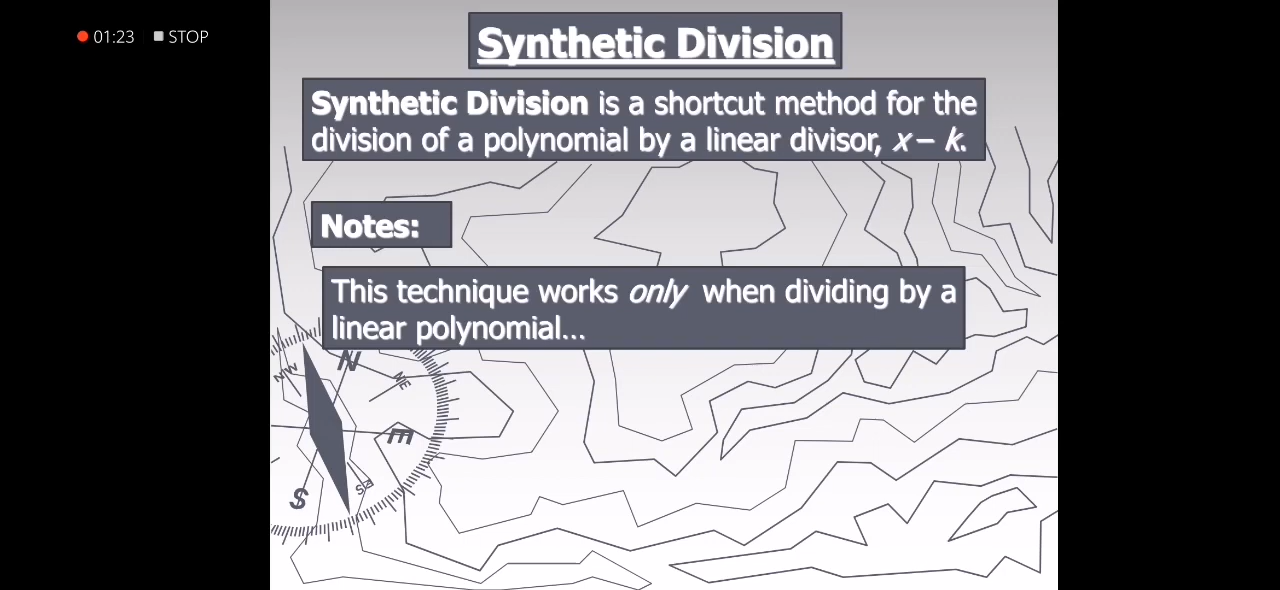 01:23 STOP
Synthetic Division
Synthetic Division is a shortcut method for the
division of a polynomial by a linear divisor, x – k.
Notes:
This technique works only when dividing by a
linear polynomial…
N
NW
NE
E
SE
S